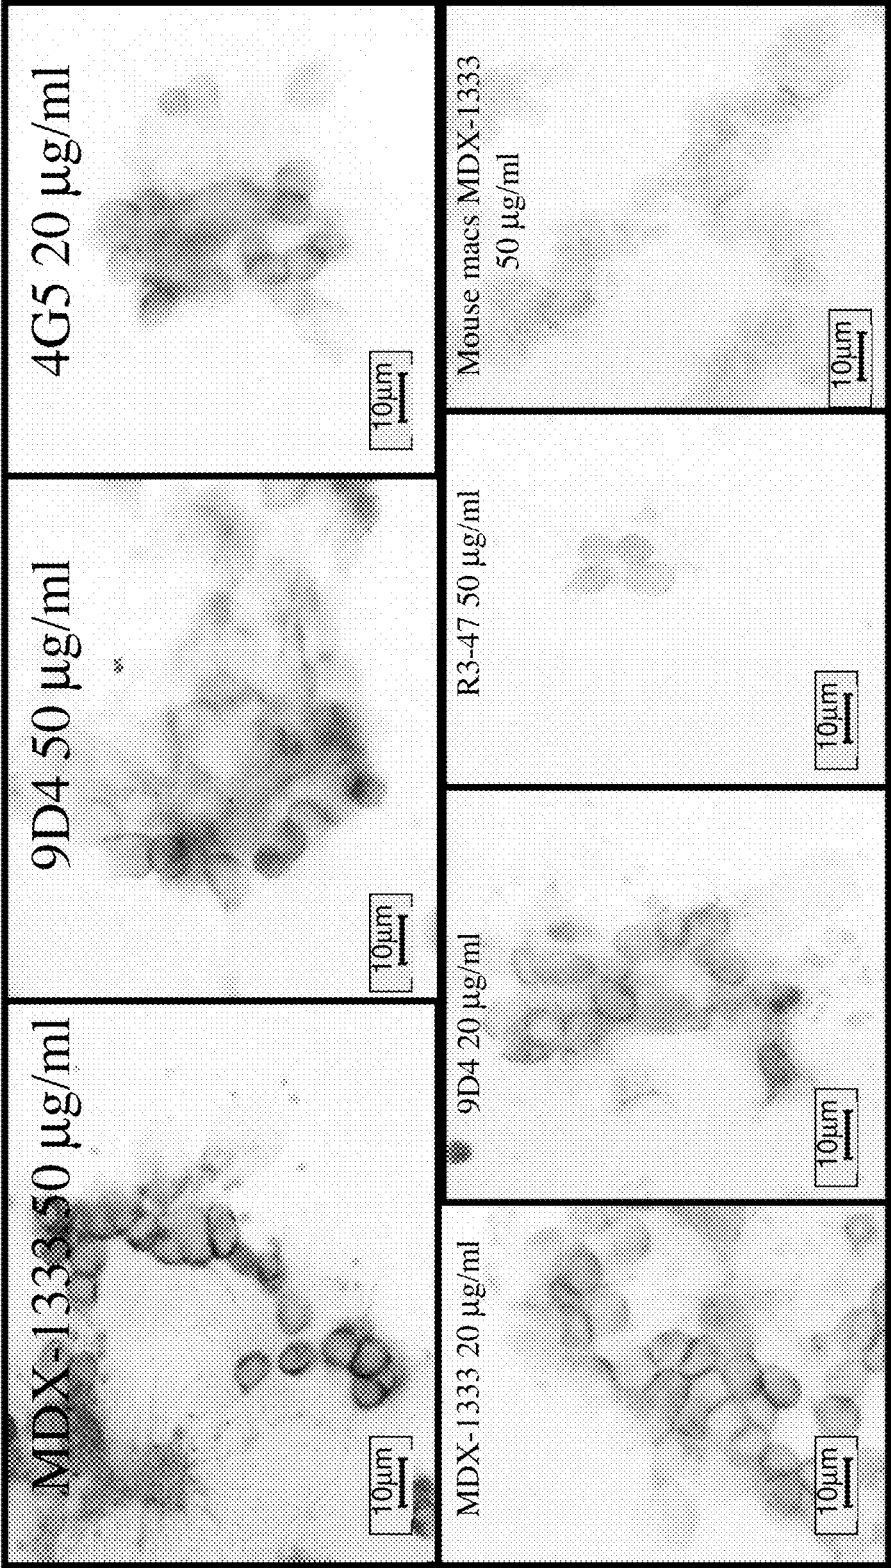 MDX-1333 50 µg/ml
10µm
9D4 50 µg/ml
10µm
4G5 20 µg/ml
10µm
MDX-1333 20 µg/ml
10µm
9D4 20 µg/ml
10µm
R3-47 50 µg/ml
10µm
Mouse macs MDX-1333
50 µg/ml
10µm